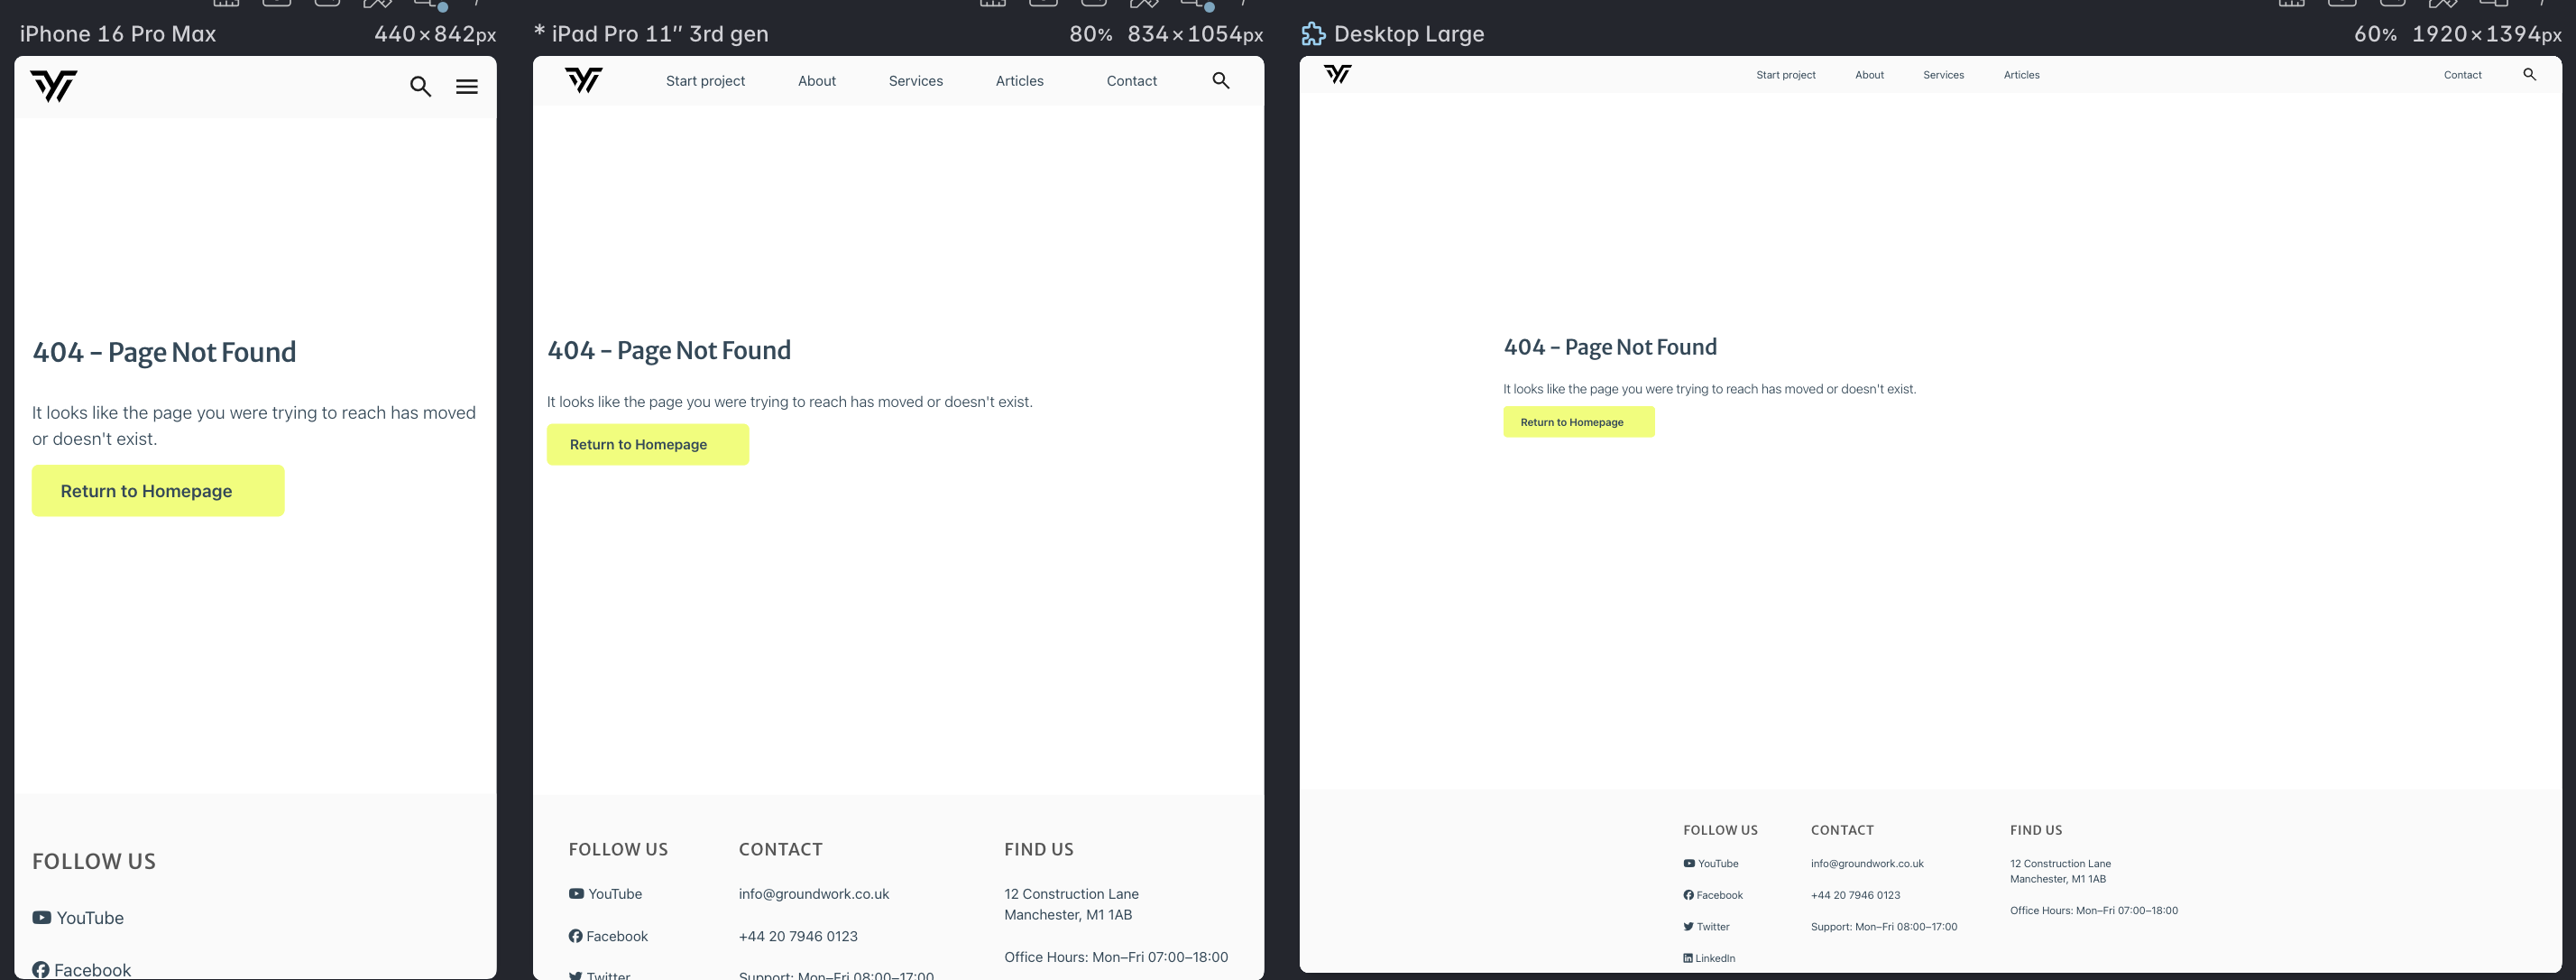 iPhone 16 Pro Max
440×842px
404 – Page Not Found
It looks like the page you were trying to reach has moved
or doesn't exist.
Return to Homepage
FOLLOW US
YouTube
Facebook
* iPad Pro 11″ 3rd gen
80% 834×1054px
Start project
About
Services
Articles
Contact
404 – Page Not Found
It looks like the page you were trying to reach has moved or doesn't exist.
Return to Homepage
FOLLOW US
YouTube
Facebook
Twitter
CONTACT
info@groundwork.co.uk
+44 20 7946 0123
Support: Mon–Fri 08:00–17:00
FIND US
12 Construction Lane
Manchester, M1 1AB
Office Hours: Mon–Fri 07:00–18:00
Desktop Large
60% 1920×1394px
Start project
About
Services
Articles
Contact
404 – Page Not Found
It looks like the page you were trying to reach has moved or doesn't exist.
Return to Homepage
FOLLOW US
YouTube
Facebook
Twitter
LinkedIn
CONTACT
info@groundwork.co.uk
+44 20 7946 0123
Support: Mon–Fri 08:00–17:00
FIND US
12 Construction Lane
Manchester, M1 1AB
Office Hours: Mon–Fri 07:00–18:00